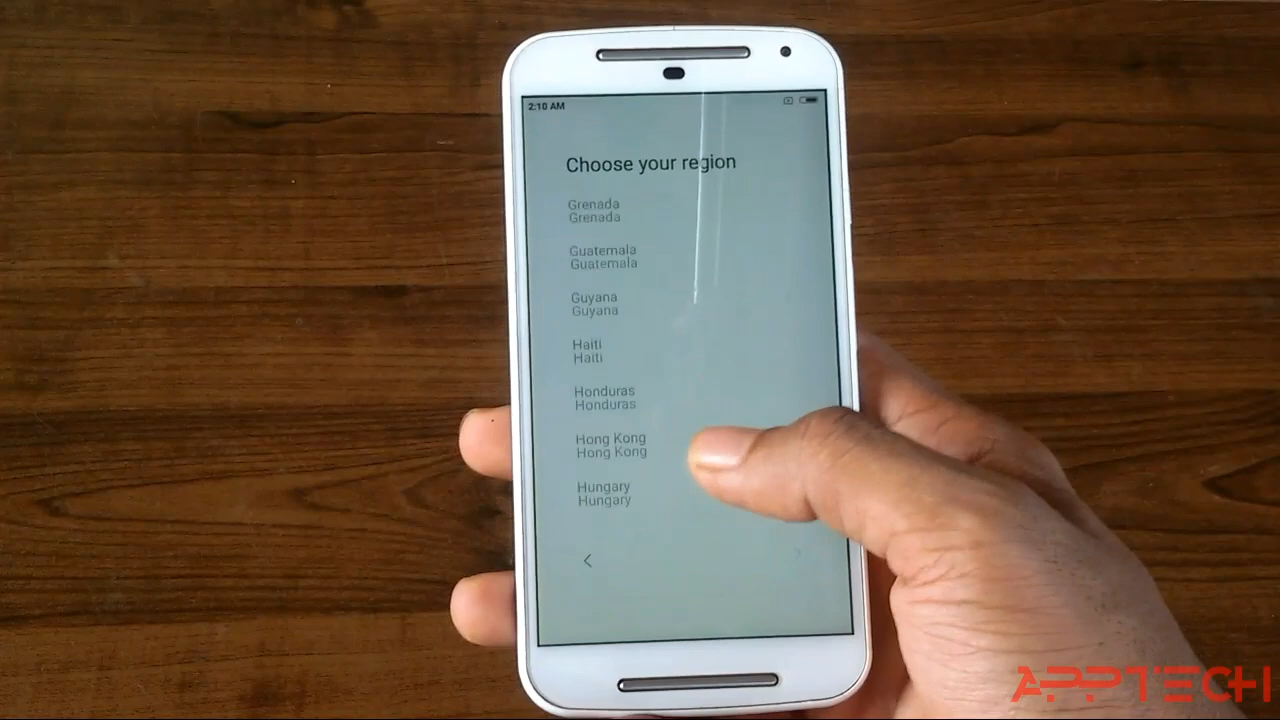 2:10 AM
Choose your region
Grenada
Grenada
Guatemala
Guatemala
Guyana
Guyana
Haiti
Haiti
Honduras
Honduras
Hong Kong
Hong Kong
Hungary
Hungary
APPTECH